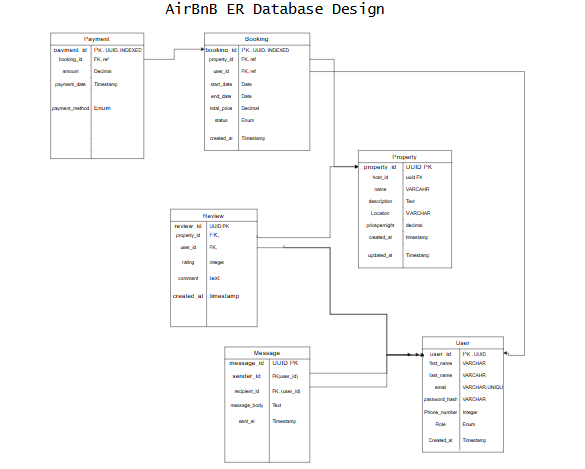 AirBnB ER Database Design
Payment
payment_id PK . UUID, INDEXED
booking_id FK, ref
amount Decimal
payment_date Timestamp
payment_method Enum
Booking
booking_id PK . UUID, INDEXED
property_id FK, ref
user_id FK, ref
start_date Date
end_date Date
total_price Decimal
status Enum
created_at Timestamp
Property
property_id UUID PK
host_id uuid FK
name VARCAHR
description Text
Location VARCHAR
pricepernight decimal
created_at timestamp
updated_at Timestamp
Review
review_id UUID PK
property_id FK,
user_id FK,
rating integer
comment text
created_at timestamp
Message
message_id UUID PK
sender_id FK(user_id)
recipient_id FK, (user_id)
message_body Text
sent_at Timestamp
User
user_id PK . UUID
first_name VARCHAR
last_name VARCAHR
email VARCHAR,UNIQU
password_hash VARCAHR
Phone_number Integer
Role Enum
Created_at Timestamp